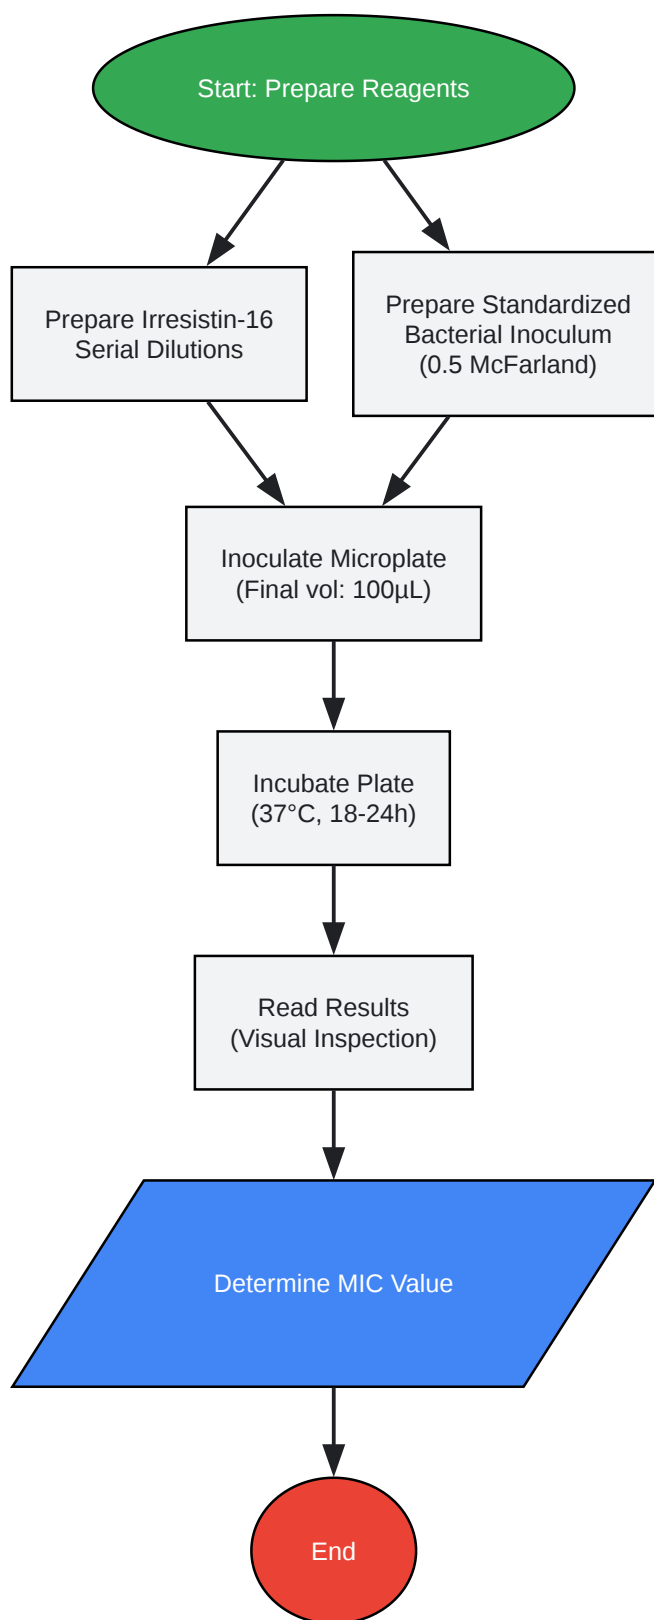 Start: Prepare Reagents
Prepare Irresistin-16
Serial Dilutions
Prepare Standardized
Bacterial Inoculum
(0.5 McFarland)
Inoculate Microplate
(Final vol: 100µL)
Incubate Plate
(37°C, 18-24h)
Read Results
(Visual Inspection)
Determine MIC Value
End